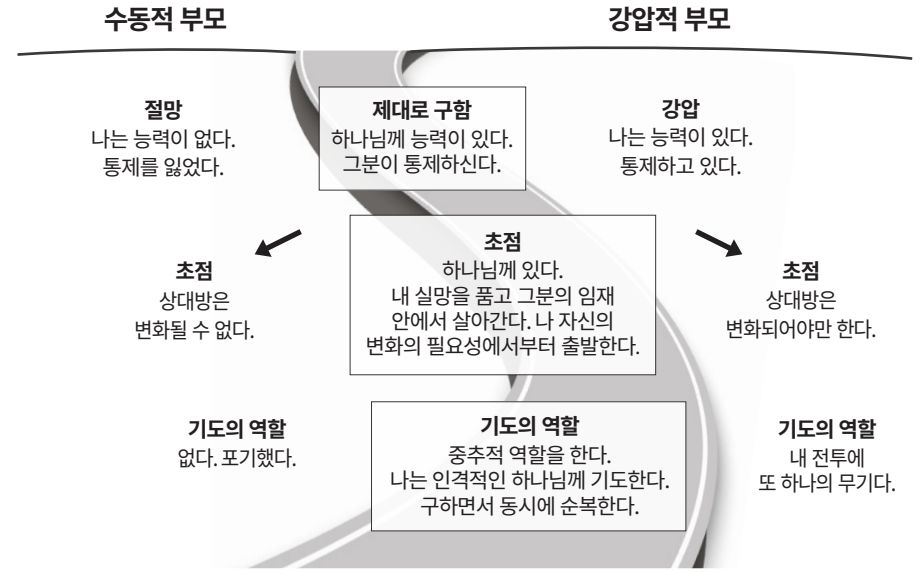 수동적 부모
강압적 부모
절망
나는 능력이 없다.
통제를 잃었다.
제대로 구함
하나님께 능력이 있다.
그분이 통제하신다.
강압
나는 능력이 있다.
통제하고 있다.
초점
상대방은
변화될 수 없다.
초점
하나님께 있다.
내 실망을 품고 그분의 임재
안에서 살아간다. 나 자신의
변화의 필요성에서부터 출발한다.
초점
상대방은
변화되어야만 한다.
기도의 역할
없다. 포기했다.
기도의 역할
중추적 역할을 한다.
나는 인격적인 하나님께 기도한다.
구하면서 동시에 순복한다.
기도의 역할
내 전투에
또 하나의 무기다.